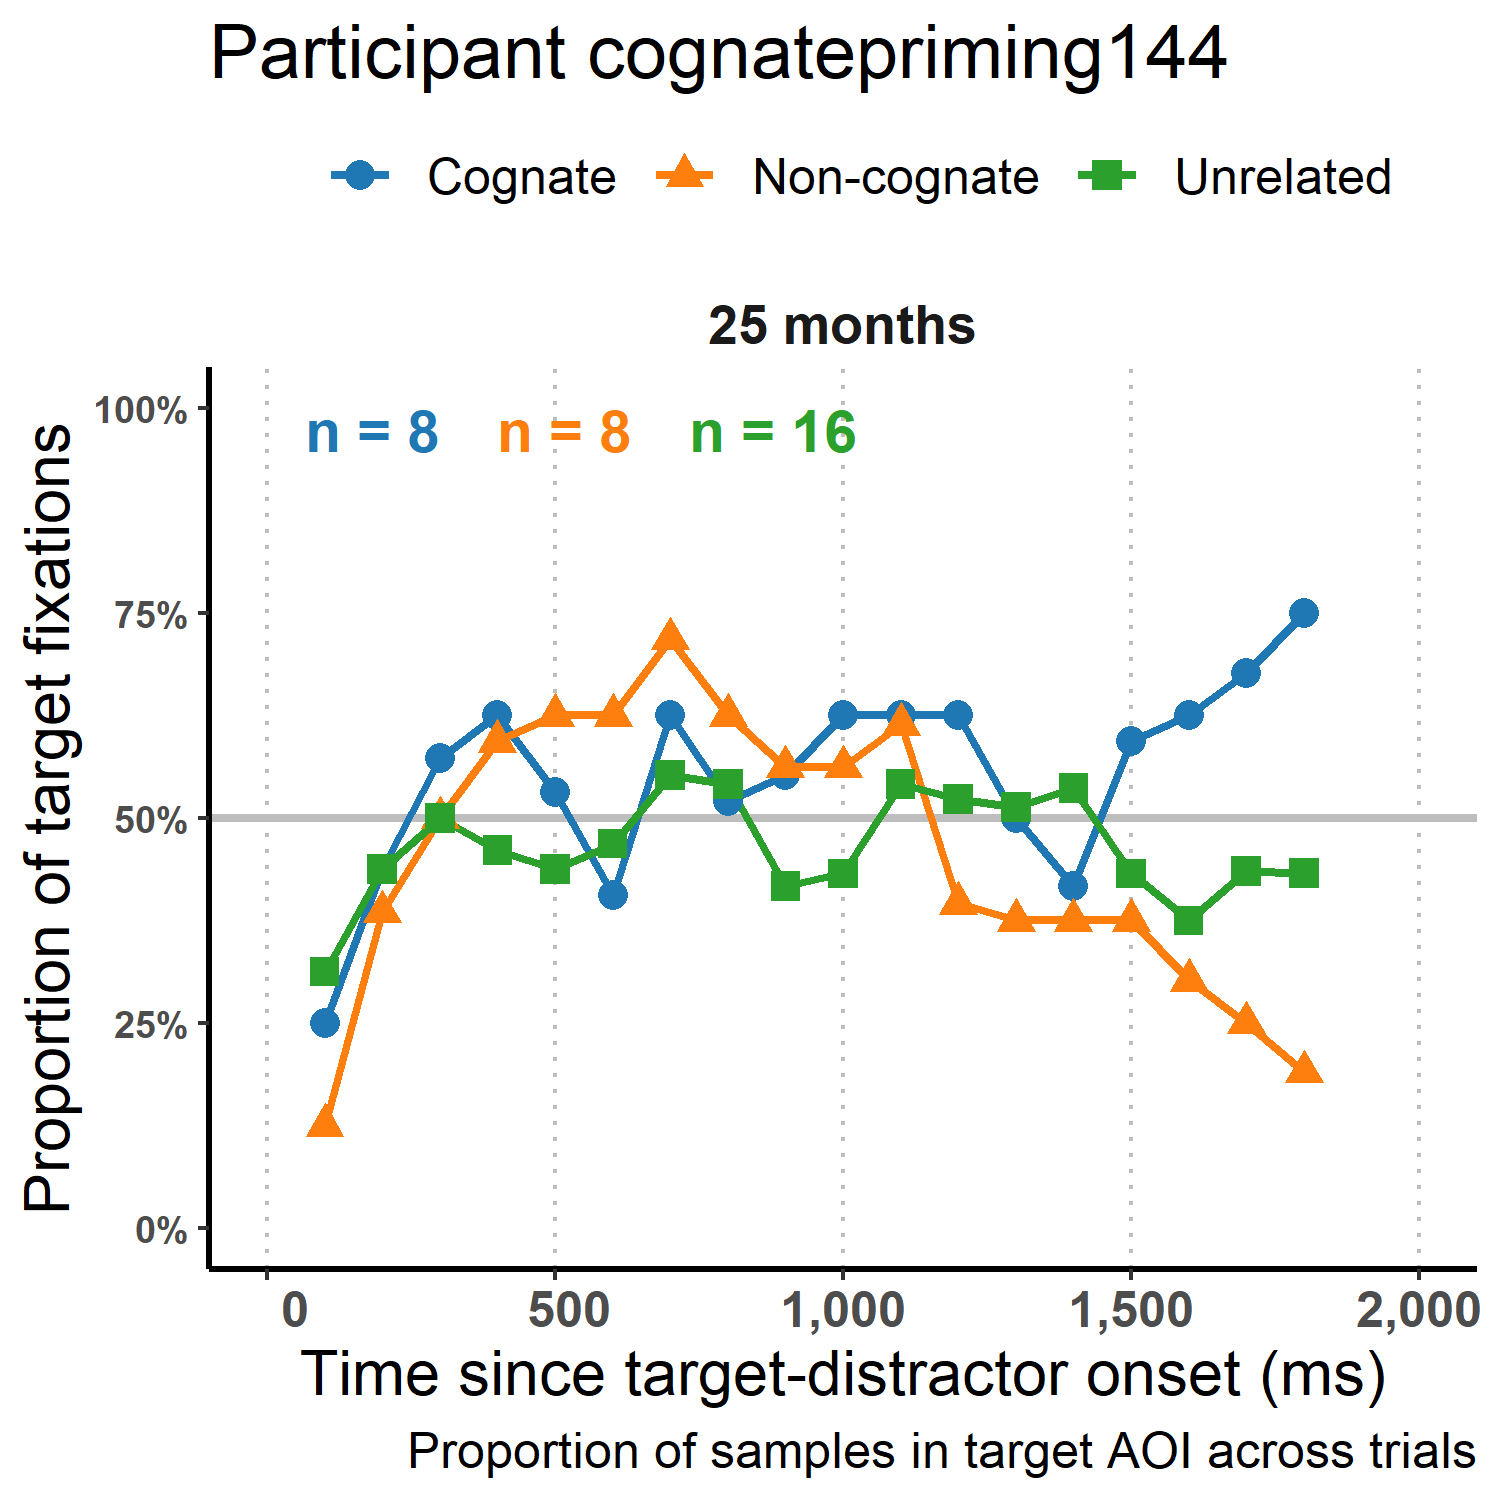 Participant cognatepriming144
Cognate Non-cognate Unrelated
25 months
n = 8 n = 8 n = 16
100%
75%
50%
25%
0%
Proportion of target fixations
0 500 1,000 1,500 2,000
Time since target-distractor onset (ms)
Proportion of samples in target AOI across trials